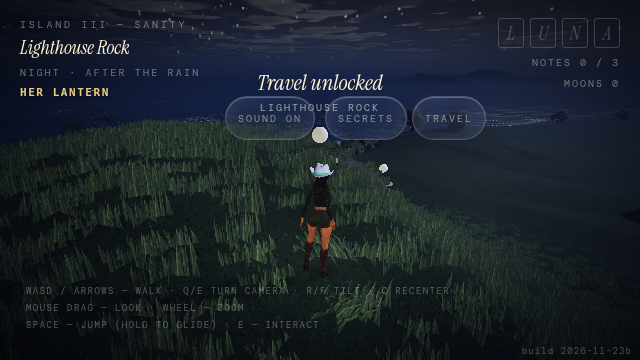 ISLAND III — SANITY
Lighthouse Rock
NIGHT · AFTER THE RAIN
HER LANTERN
L U N A
NOTES 0 / 3
MOONS 0
Travel unlocked
LIGHTHOUSE ROCK
SOUND ON
SECRETS
TRAVEL
WASD / ARROWS — WALK · Q/E TURN CAMERA · R/F TILT / C RECENTER
MOUSE DRAG — LOOK · WHEEL — ZOOM
SPACE — JUMP (HOLD TO GLIDE) · E — INTERACT
build 2026-11-23b